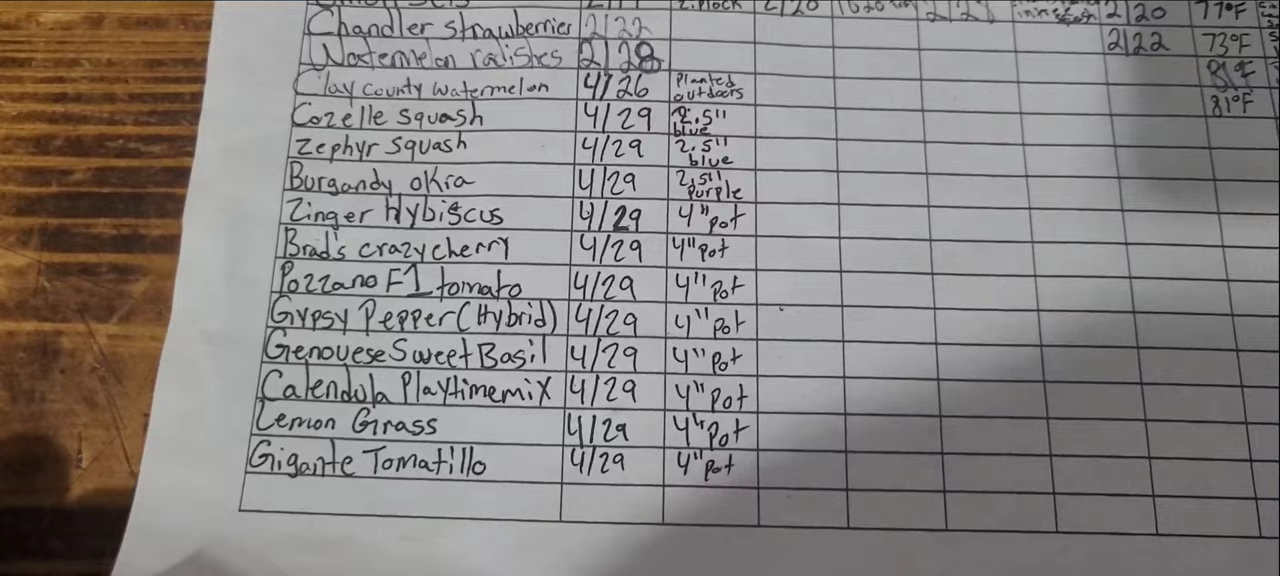 2/20 77°F
Chandler strawberries 2/22 2/22 73°F
Watermelon radishes 2/28 81°F
Clay county watermelon 4/26 Planted outdoors 81°F
Cozelle Squash 4/29 2.5" blue
Zephyr Squash 4/29 2.5" blue
Burgandy okra 4/29 2.5" purple
Zinger Hybiscus 4/29 4" Pot
Brad's crazy cherry 4/29 4" Pot
Pozzano F1 tomato 4/29 4" Pot
Gypsy Pepper (Hybrid) 4/29 4" Pot
Genovese Sweet Basil 4/29 4" Pot
Calendula Playtime mix 4/29 4" Pot
Lemon Grass 4/29 4" Pot
Gigante Tomatillo 4/29 4" Pot